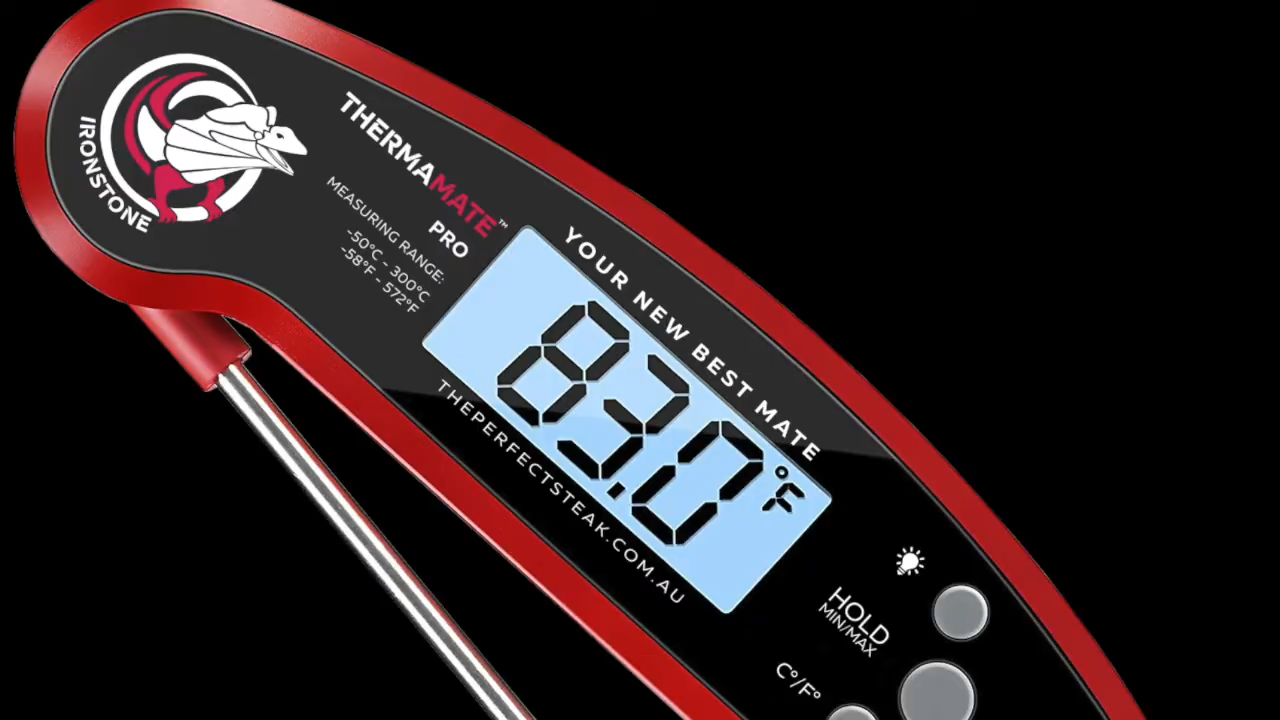 IRONSTONE
THERMAMATE™
PRO
MEASURING RANGE:
-50°C - 300°C
-58°F - 572°F
YOUR NEW BEST MATE
83.0 °F
THEPERFECTSTEAK.COM.AU
HOLD
MIN/MAX
C°/F°